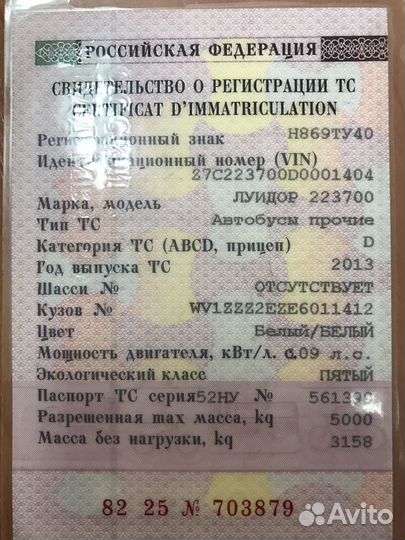 РОССИЙСКАЯ ФЕДЕРАЦИЯ
СВИДЕТЕЛЬСТВО О РЕГИСТРАЦИИ ТС
CERTIFICAT D'IMMATRICULATION
Регистрационный знак Н869ТУ40
Идентификационный номер (VIN)
Z7C223700D0001404
Марка, модель ЛУИДОР 223700
Тип ТС Автобусы прочие
Категория ТС (ABCD, прицеп) D
Год выпуска ТС 2013
Шасси № ОТСУТСТВУЕТ
Кузов № WV1ZZZ2EZE6011412
Цвет Белый/БЕЛЫЙ
Мощность двигателя, кВт/л. с. 109 л.с.
Экологический класс ПЯТЫЙ
Паспорт ТС серия 52НУ № 561399
Разрешенная max масса, kg 5000
Масса без нагрузки, kg 3158
82 25 № 703879
Avito